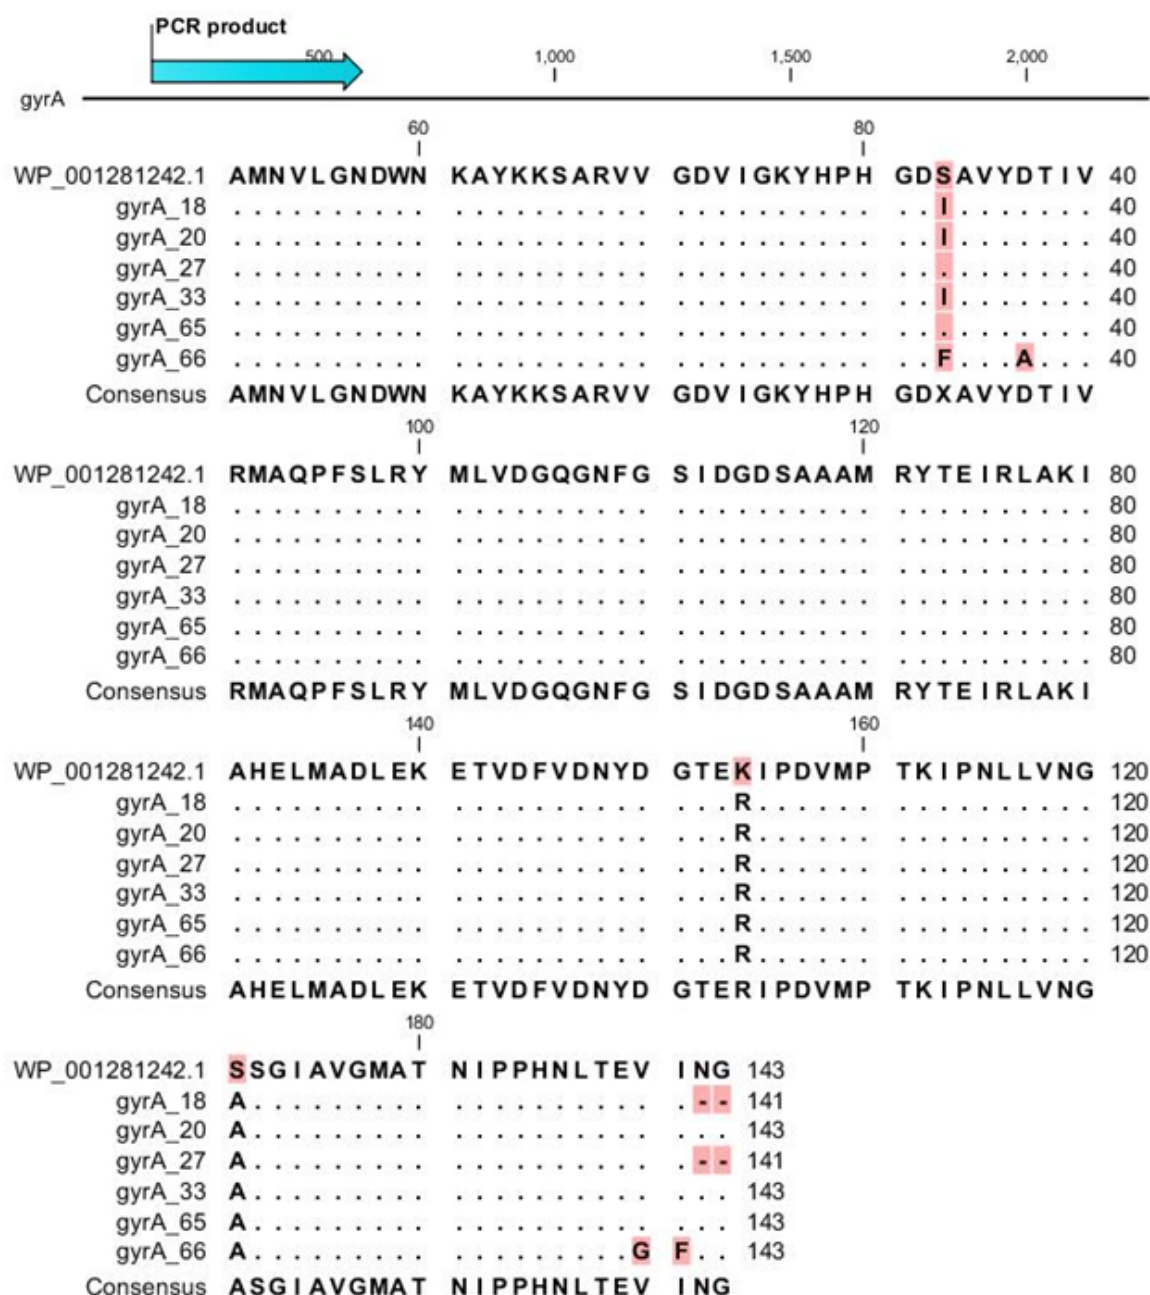 PCR product
500 1,000 1,500 2,000
gyrA
60 80
WP_001281242.1 AMNVLGNDWN KAYKKSARVV GDVIGKYHPH GDSAVYDTIV 40
gyrA_18 .......... .......... .......... ..I....... 40
gyrA_20 .......... .......... .......... ..I....... 40
gyrA_27 .......... .......... .......... .......... 40
gyrA_33 .......... .......... .......... ..I....... 40
gyrA_65 .......... .......... .......... .......... 40
gyrA_66 .......... .......... .......... ..F...A... 40
Consensus AMNVLGNDWN KAYKKSARVV GDVIGKYHPH GDXAVYDTIV
100 120
WP_001281242.1 RMAQPFSLRY MLVDGQGNFG SIDGDSAAAM RYTEIRLAKI 80
gyrA_18 .......... .......... .......... .......... 80
gyrA_20 .......... .......... .......... .......... 80
gyrA_27 .......... .......... .......... .......... 80
gyrA_33 .......... .......... .......... .......... 80
gyrA_65 .......... .......... .......... .......... 80
gyrA_66 .......... .......... .......... .......... 80
Consensus RMAQPFSLRY MLVDGQGNFG SIDGDSAAAM RYTEIRLAKI
140 160
WP_001281242.1 AHELMADLEK ETVDFVDNYD GTEKIPDVMP TKIPNLLVNG 120
gyrA_18 .......... .......... ...R...... .......... 120
gyrA_20 .......... .......... ...R...... .......... 120
gyrA_27 .......... .......... ...R...... .......... 120
gyrA_33 .......... .......... ...R...... .......... 120
gyrA_65 .......... .......... ...R...... .......... 120
gyrA_66 .......... .......... ...R...... .......... 120
Consensus AHELMADLEK ETVDFVDNYD GTERIPDVMP TKIPNLLVNG
180
WP_001281242.1 SSGIAVGMAT NIPPHNLTEV ING 143
gyrA_18 A......... .......... .-- 141
gyrA_20 A......... .......... ... 143
gyrA_27 A......... .......... .-- 141
gyrA_33 A......... .......... ... 143
gyrA_65 A......... .......... ... 143
gyrA_66 A......... .........G F.. 143
Consensus ASGIAVGMAT NIPPHNLTEV ING